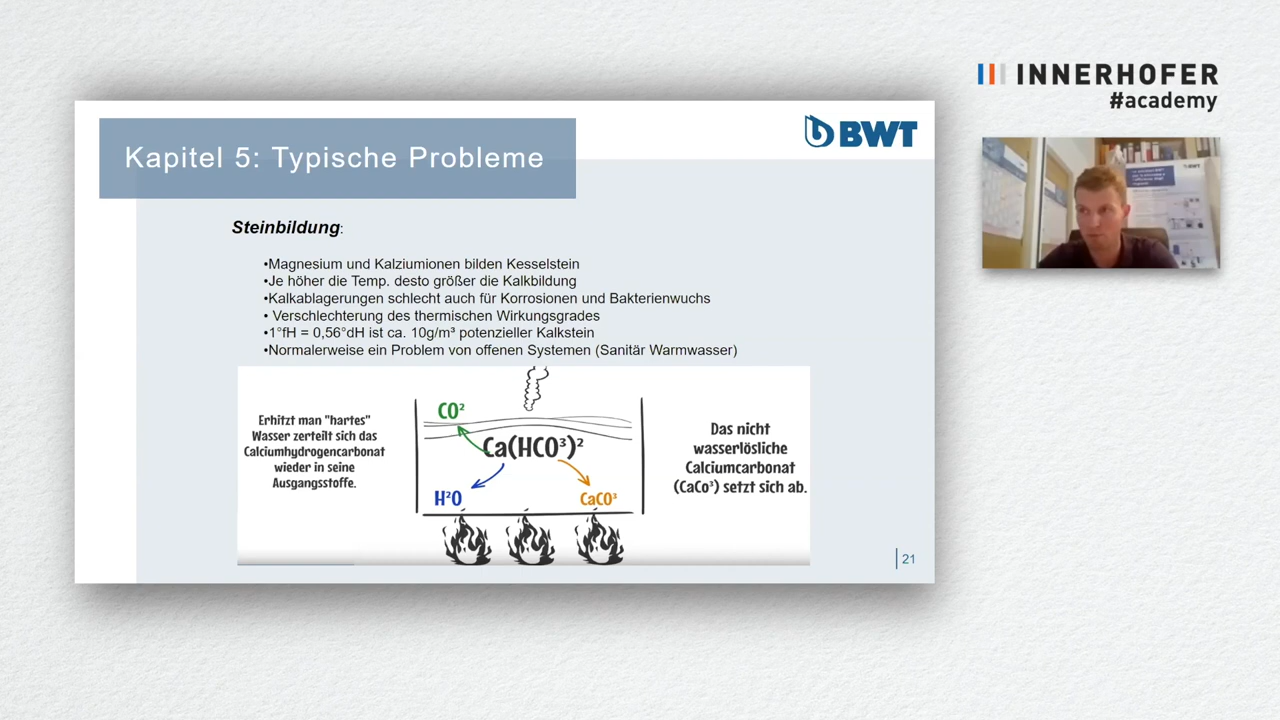 INNERHOFER
#academy
BWT
Kapitel 5: Typische Probleme
Steinbildung:
•Magnesium und Kalziumionen bilden Kesselstein
•Je höher die Temp. desto größer die Kalkbildung
•Kalkablagerungen schlecht auch für Korrosionen und Bakterienwuchs
• Verschlechterung des thermischen Wirkungsgrades
•1°fH = 0,56°dH ist ca. 10g/m³ potenzieller Kalkstein
•Normalerweise ein Problem von offenen Systemen (Sanitär Warmwasser)
Erhitzt man "hartes"
Wasser zerteilt sich das
Calciumhydrogencarbonat
wieder in seine
Ausgangsstoffe.
CO²
Ca(HCO³)²
H²O
CaCO³
Das nicht
wasserlösliche
Calciumcarbonat
(CaCo³) setzt sich ab.
21
BWT